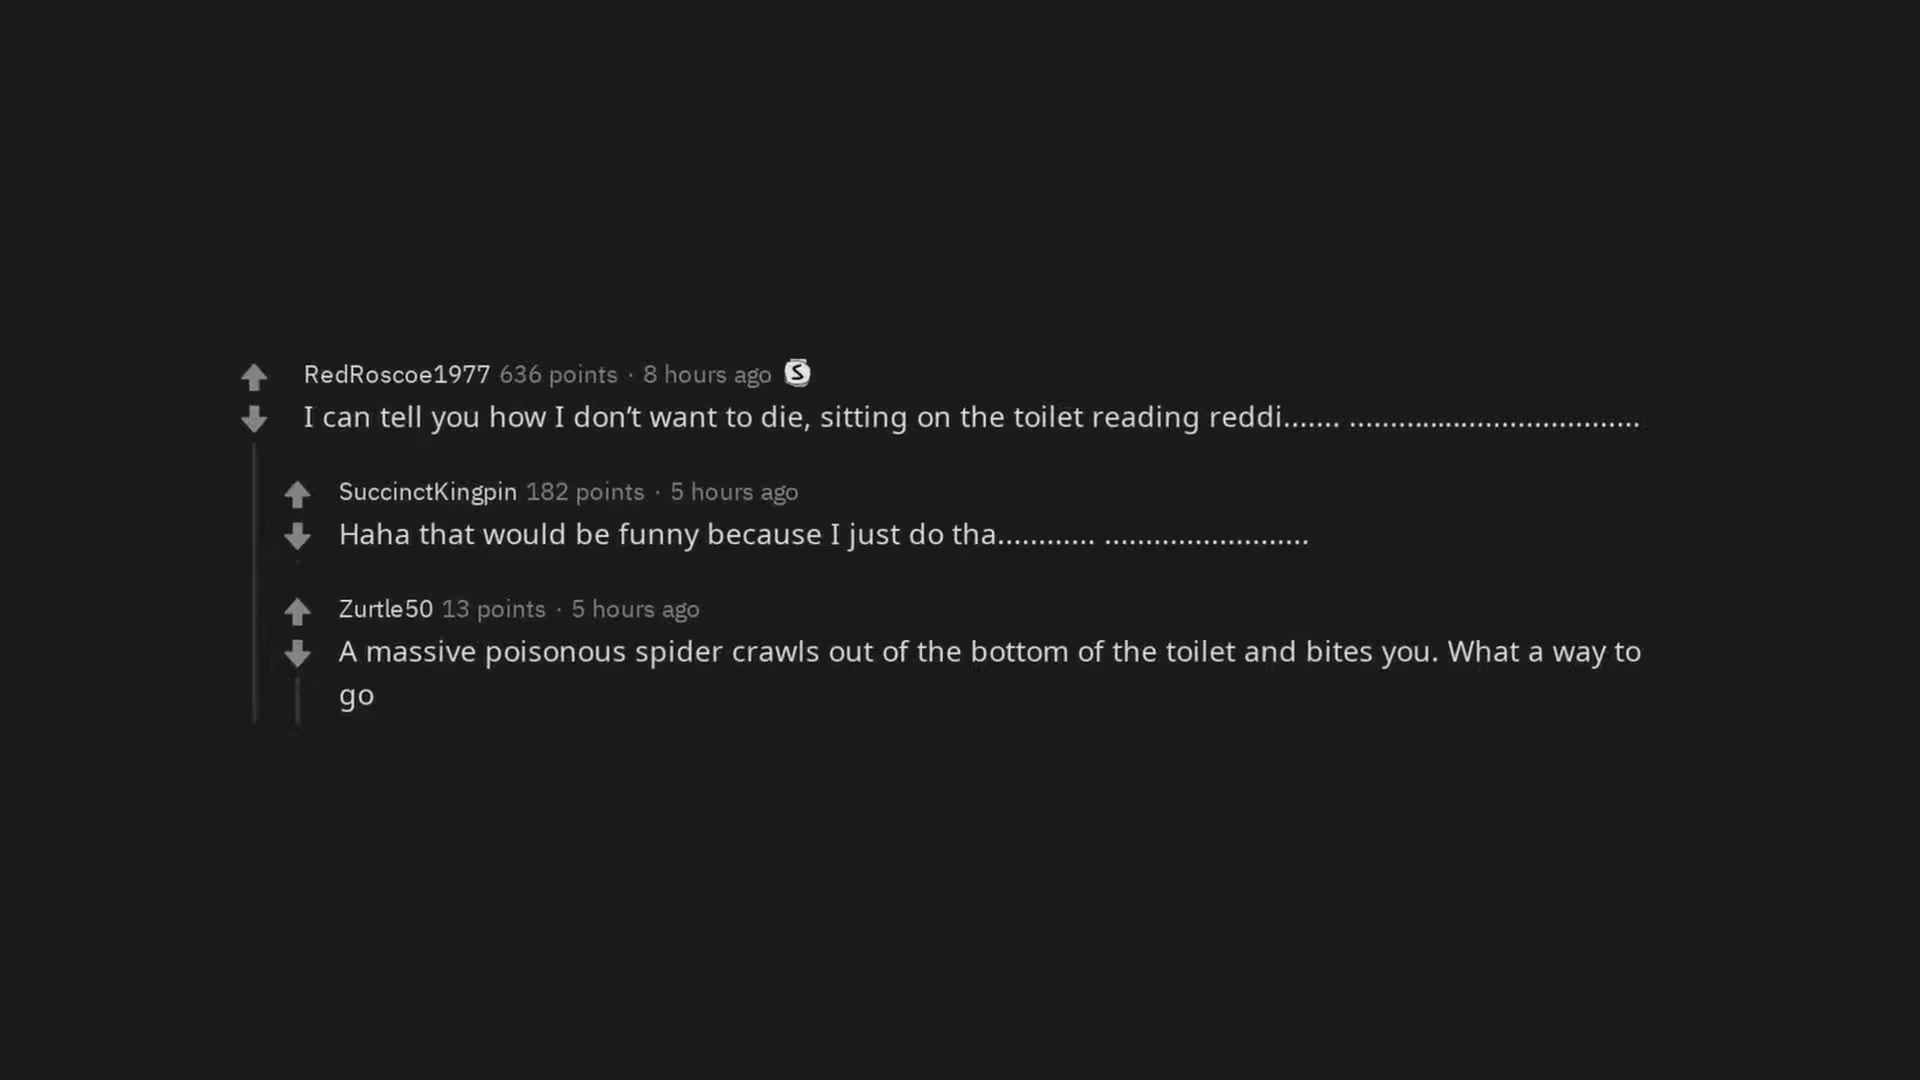 RedRoscoe1977 636 points · 8 hours ago S
I can tell you how I don’t want to die, sitting on the toilet reading reddi....... ...................................
SuccinctKingpin 182 points · 5 hours ago
Haha that would be funny because I just do tha............ .........................
Zurtle50 13 points · 5 hours ago
A massive poisonous spider crawls out of the bottom of the toilet and bites you. What a way to
go